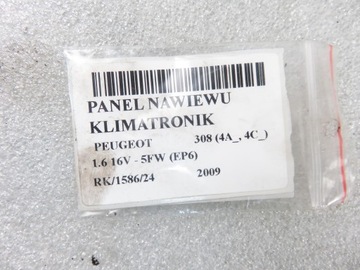 PANEL NAWIEWU
KLIMATRONIK
PEUGEOT 308 (4A_, 4C_)
1.6 16V - 5FW (EP6)
RK/1586/24 2009